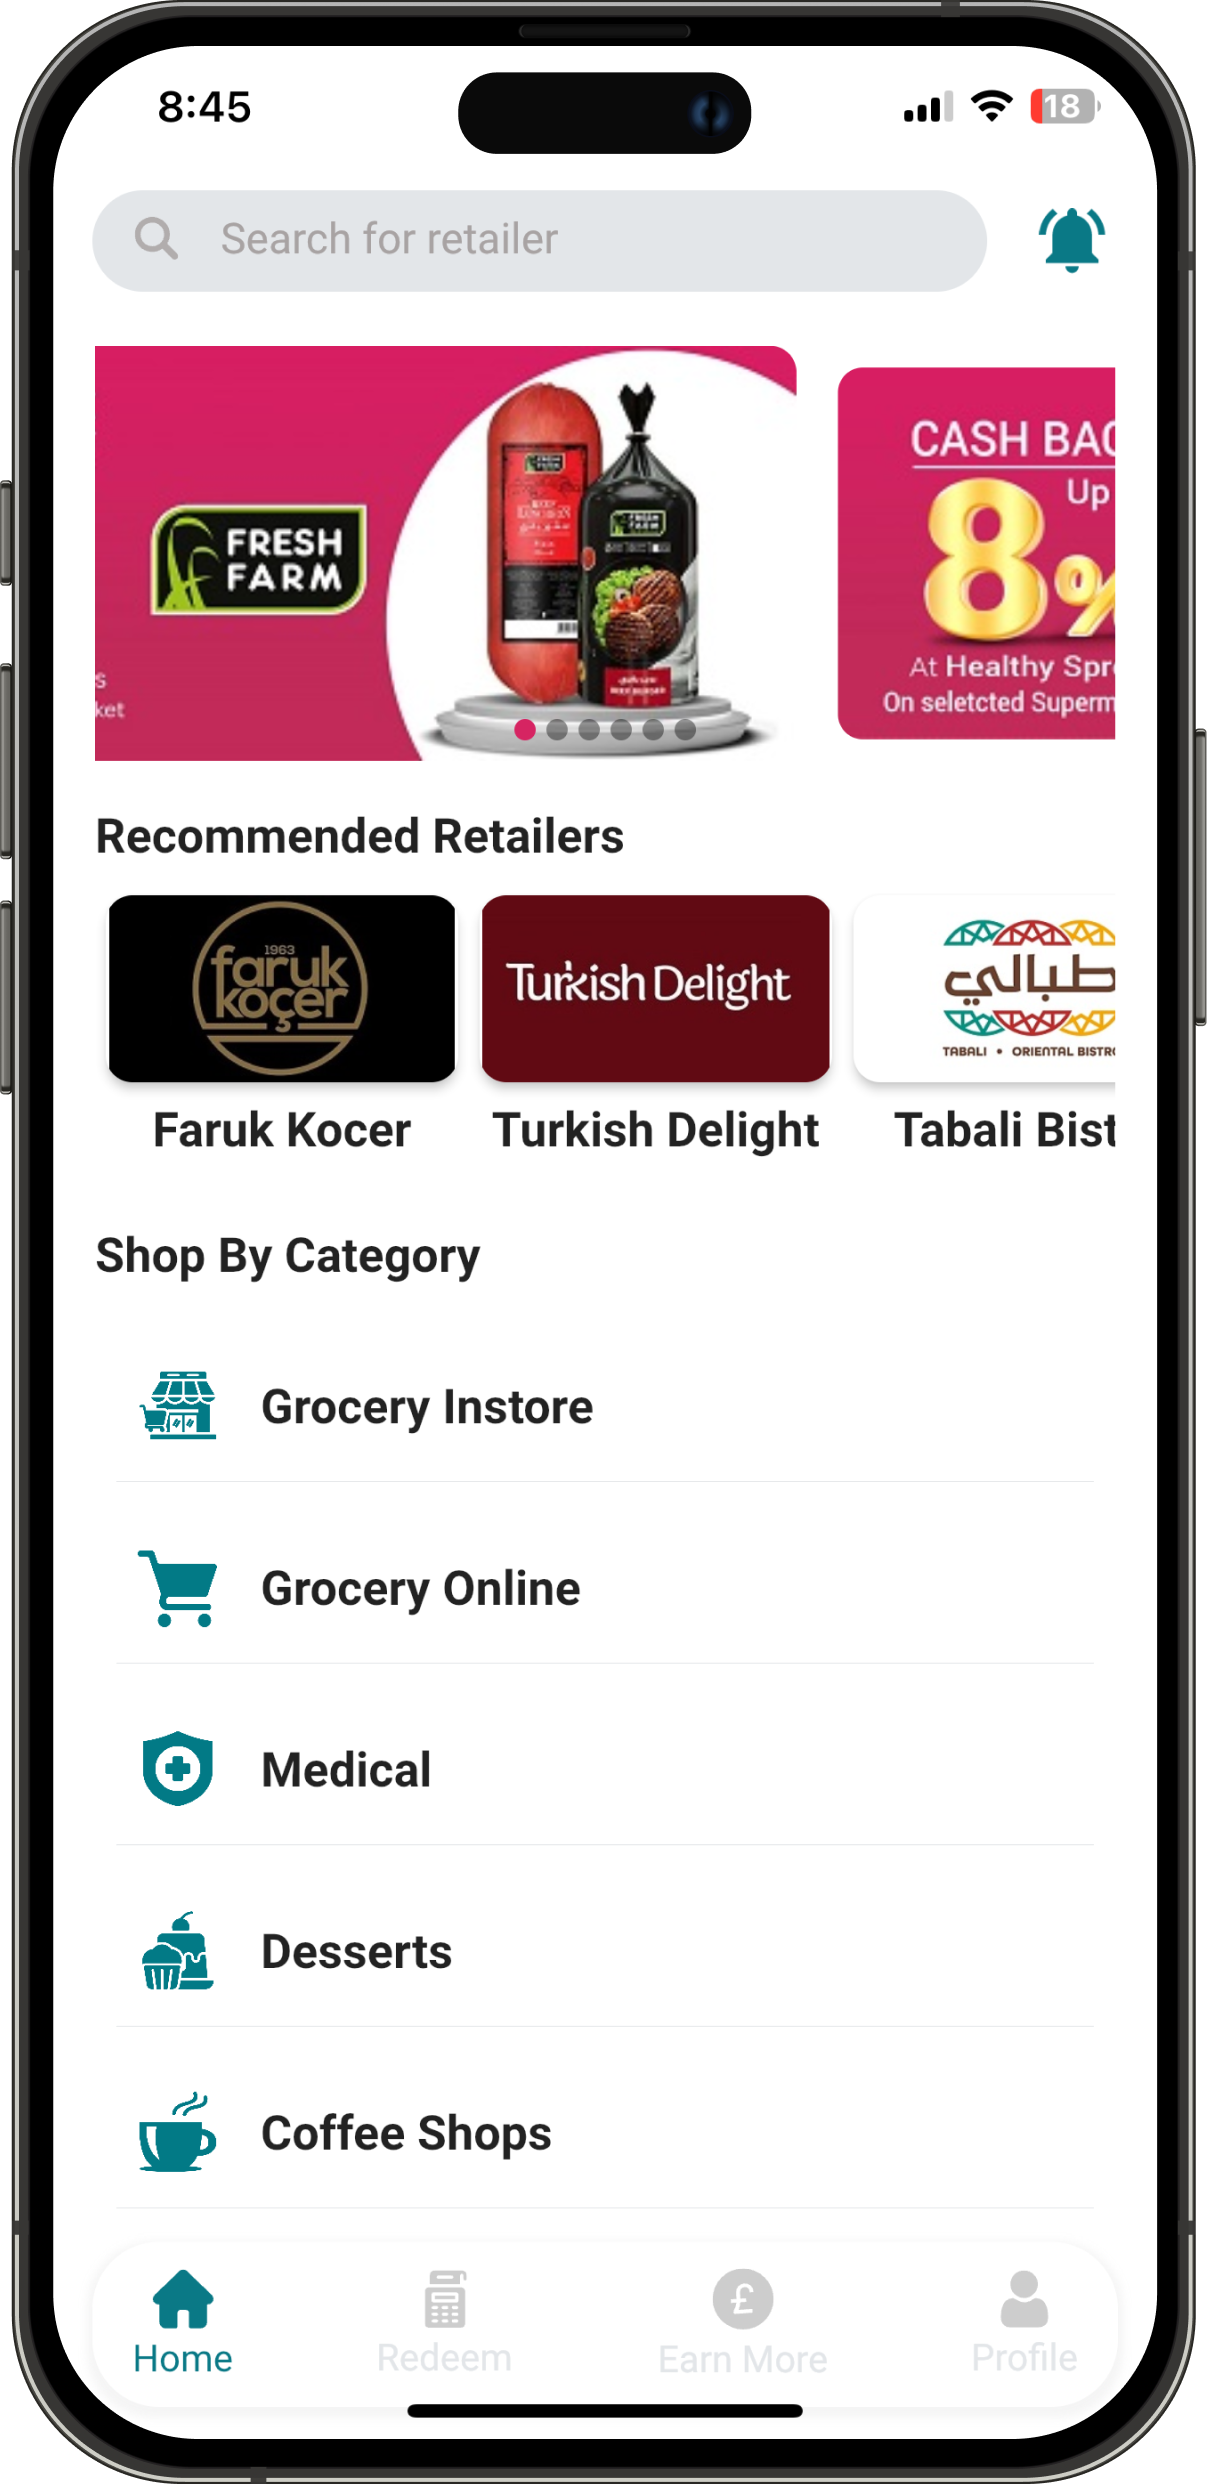 8:45
18
Search for retailer
FRESH
FARM
s
ket
CASH BAC
Up
8%
At Healthy Spr
On seletcted Superm
Recommended Retailers
1963
faruk
koçer
Turkish Delight
طبالي
TABALI • ORIENTAL BISTR
Faruk Kocer
Turkish Delight
Tabali Bist
Shop By Category
Grocery Instore
Grocery Online
Medical
Desserts
Coffee Shops
£
Home
Redeem
Earn More
Profile